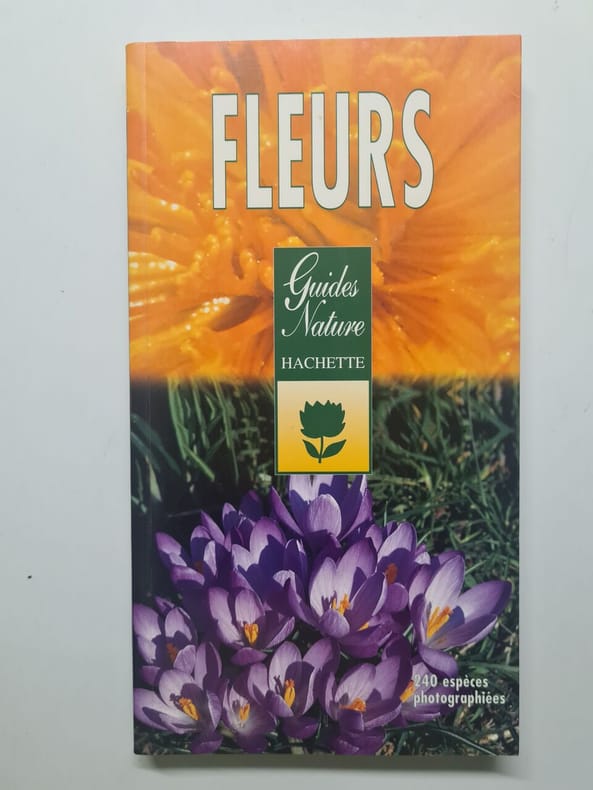 FLEURS
Guides
Nature
HACHETTE
240 espèces
photographiées